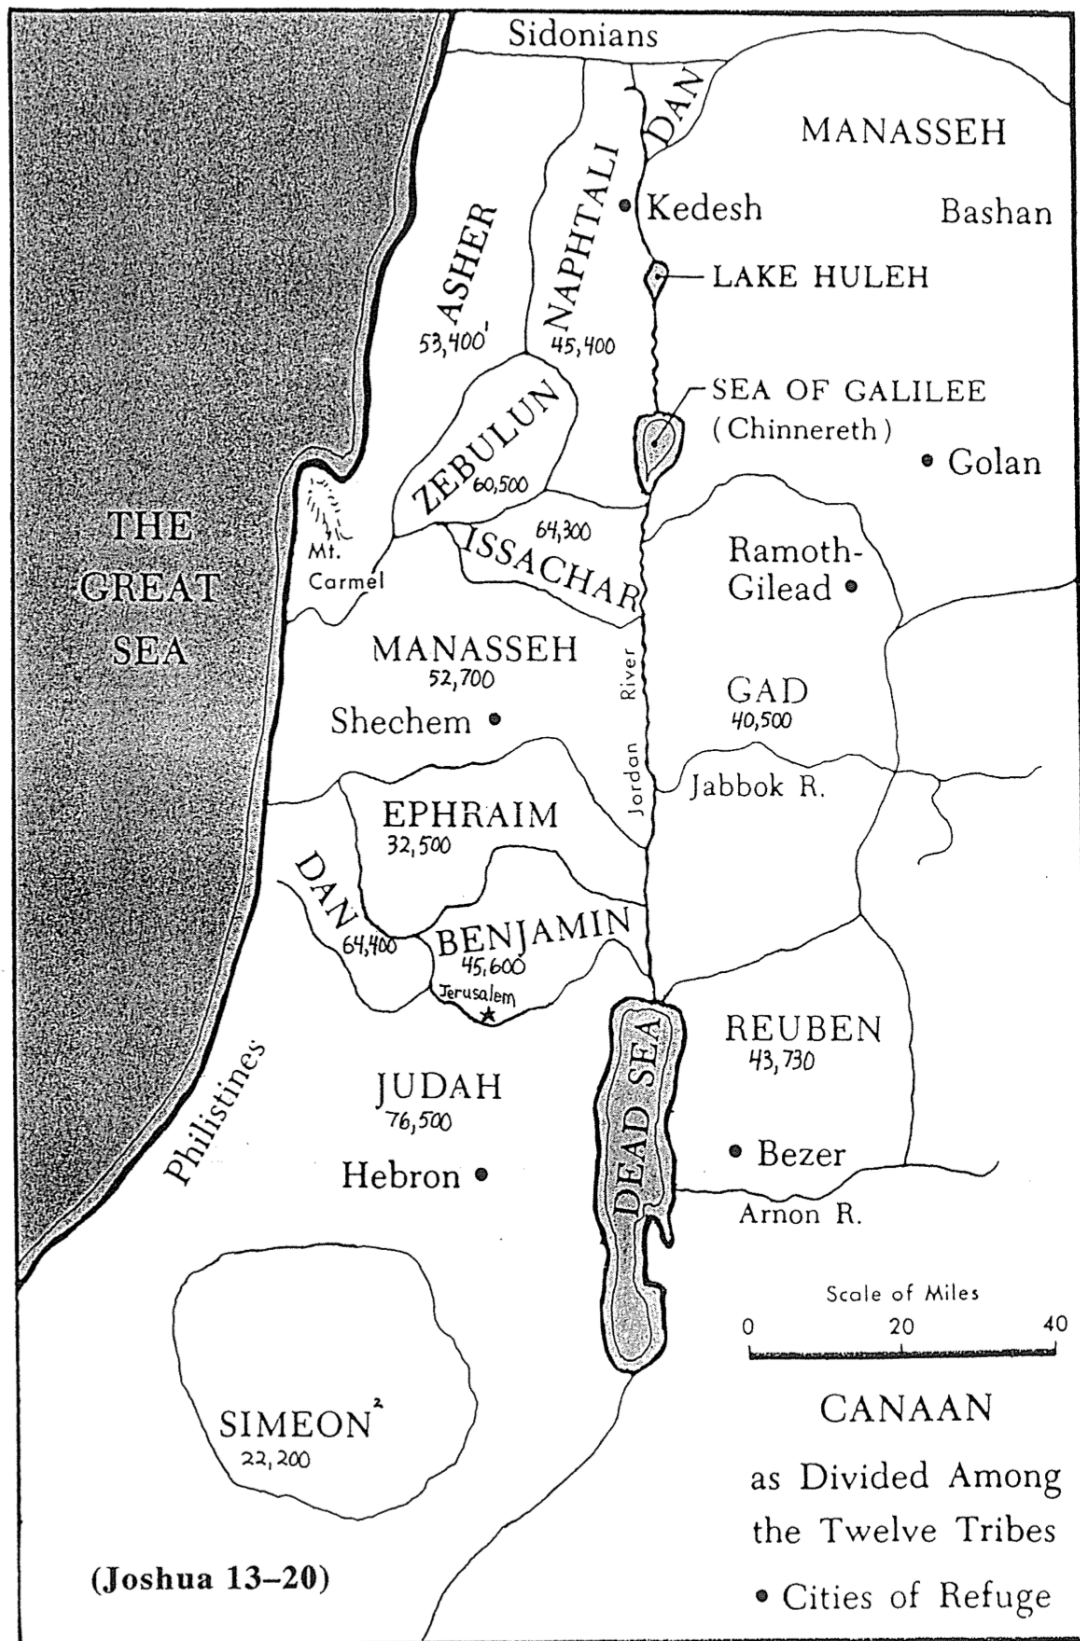 Sidonians
DAN
MANASSEH
NAPHTALI
45,400
Kedesh
Bashan
ASHER
53,400¹
LAKE HULEH
SEA OF GALILEE
(Chinnereth)
ZEBULUN
60,500
Golan
THE
GREAT
SEA
Mt.
Carmel
64,300
ISSACHAR
Ramoth-
Gilead
MANASSEH
52,700
Shechem
Jordan River
GAD
40,500
Jabbok R.
EPHRAIM
32,500
DAN
64,400
BENJAMIN
45,600
Jerusalem
Philistines
JUDAH
76,500
Hebron
DEAD SEA
REUBEN
43,730
Bezer
Arnon R.
SIMEON²
22,200
Scale of Miles
0 20 40
CANAAN
as Divided Among
the Twelve Tribes
• Cities of Refuge
(Joshua 13–20)